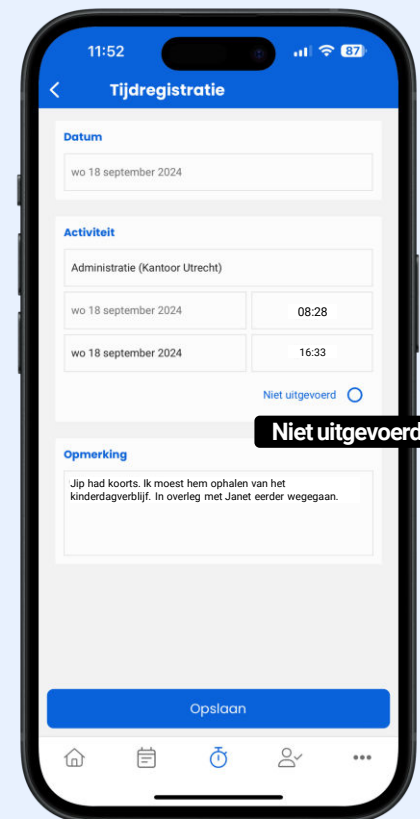 11:52
87
Tijdregistratie
Datum
wo 18 september 2024
Activiteit
Administratie (Kantoor Utrecht)
wo 18 september 2024 08:28
wo 18 september 2024 16:33
Niet uitgevoerd
Niet uitgevoerd
Opmerking
Jip had koorts. Ik moest hem ophalen van het
kinderdagverblijf. In overleg met Janet eerder wegegaan.
Opslaan